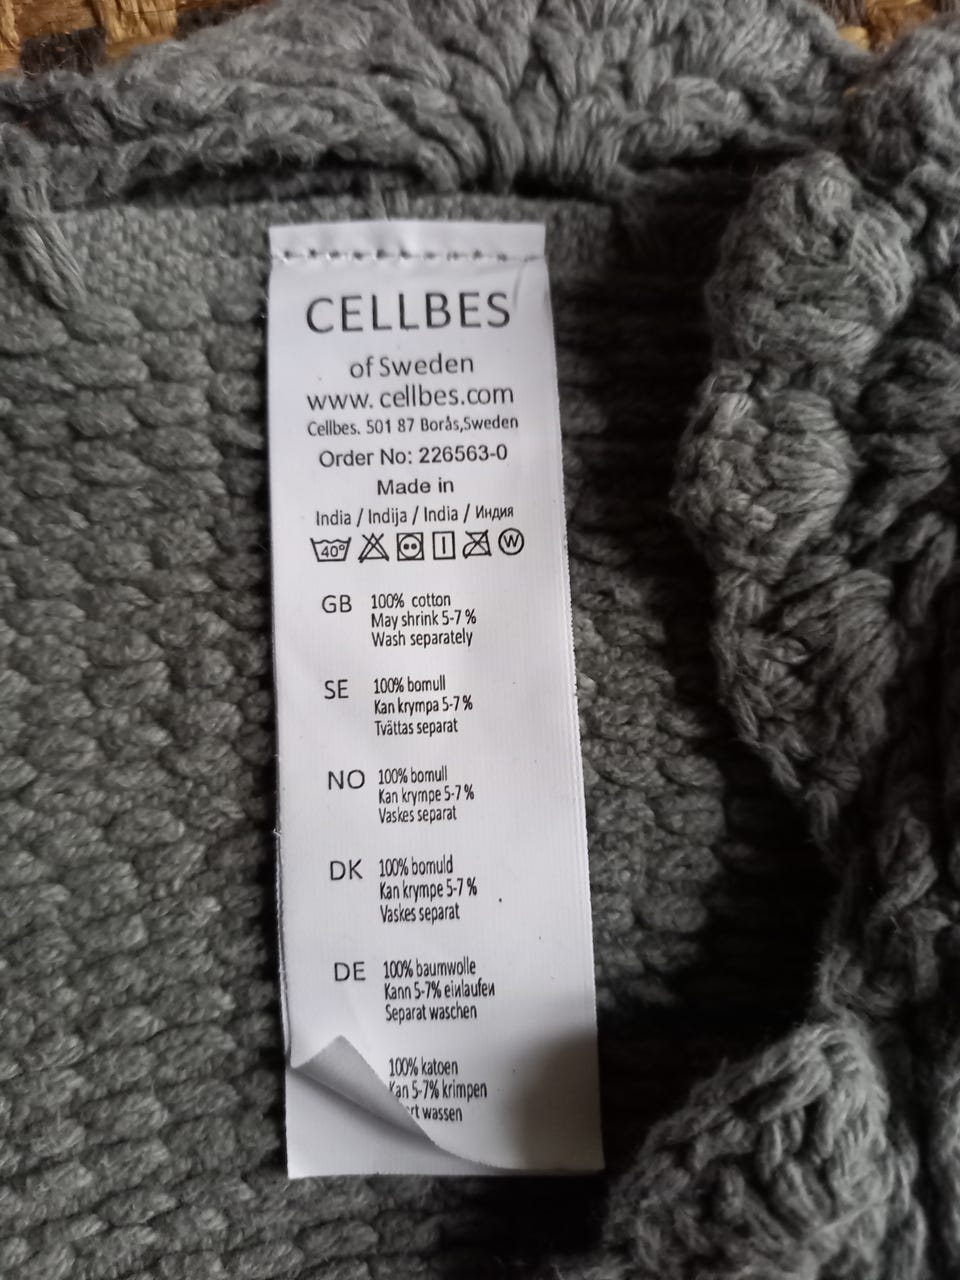 CELLBES
of Sweden
www. cellbes.com
Cellbes. 501 87 Borås,Sweden
Order No: 226563-0
Made in
India / Indija / India / Индия
40°
W
GB 100% cotton
May shrink 5-7 %
Wash separately
SE 100% bomull
Kan krympa 5-7 %
Tvättas separat
NO 100% bomull
Kan krympe 5-7 %
Vaskes separat
DK 100% bomuld
Kan krympe 5-7 %
Vaskes separat
DE 100% baumwolle
Kann 5-7% eiиlaufeи
Separat waschen
100% katoen
Kan 5-7% krimpen
wassen